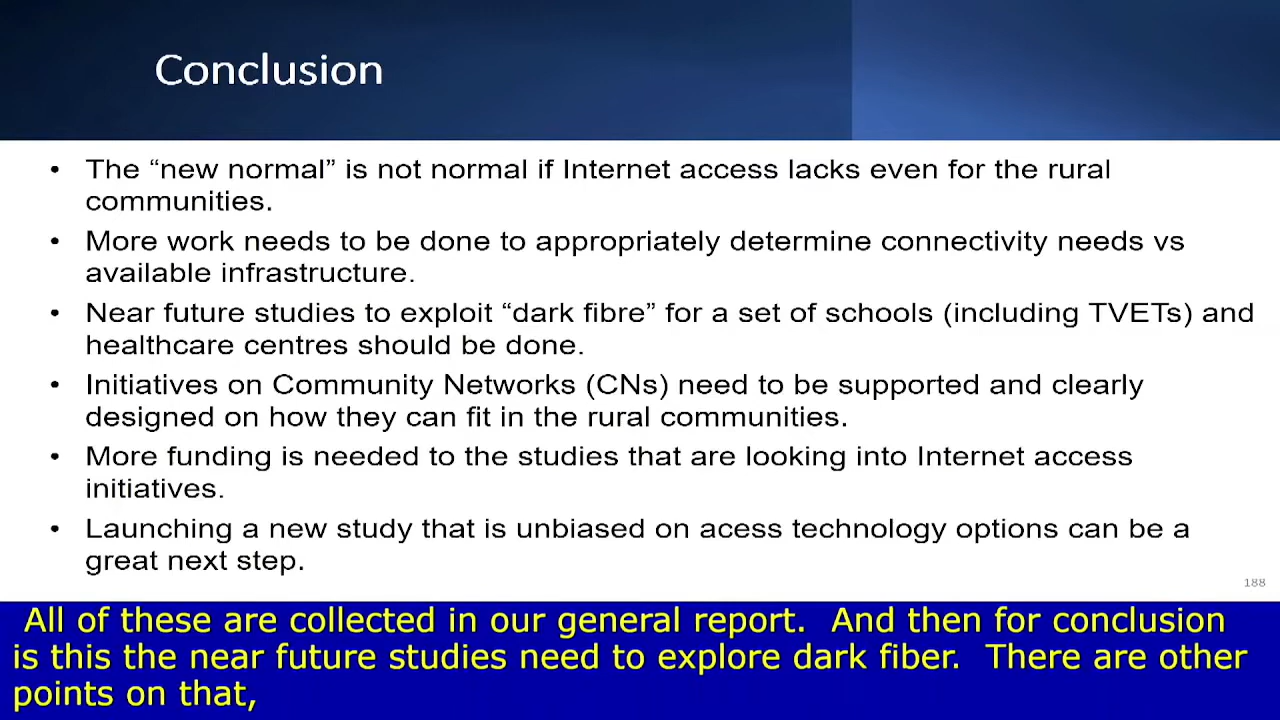 Conclusion
• The “new normal” is not normal if Internet access lacks even for the rural
communities.
• More work needs to be done to appropriately determine connectivity needs vs
available infrastructure.
• Near future studies to exploit “dark fibre” for a set of schools (including TVETs) and
healthcare centres should be done.
• Initiatives on Community Networks (CNs) need to be supported and clearly
designed on how they can fit in the rural communities.
• More funding is needed to the studies that are looking into Internet access
initiatives.
• Launching a new study that is unbiased on acess technology options can be a
great next step.
188
All of these are collected in our general report.  And then for conclusion
is this the near future studies need to explore dark fiber.  There are other
points on that,